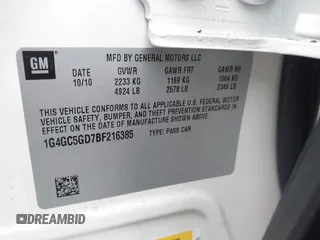 GM
MFD BY GENERAL MOTORS LLC
DATE GVWR GAWR FRT GAWR RR
10/10 2233 KG 1169 KG 1064 KG
4924 LB 2578 LB 2346 LB
THIS VEHICLE CONFORMS TO ALL APPLICABLE U.S. FEDERAL MOTOR
VEHICLE SAFETY, BUMPER, AND THEFT PREVENTION STANDARDS
IN EFFECT ON THE DATE OF MANUFACTURE SHOWN ABOVE.
1G4GC5GD7BF216385 TYPE: PASS CAR
AUTOBIDMASTER